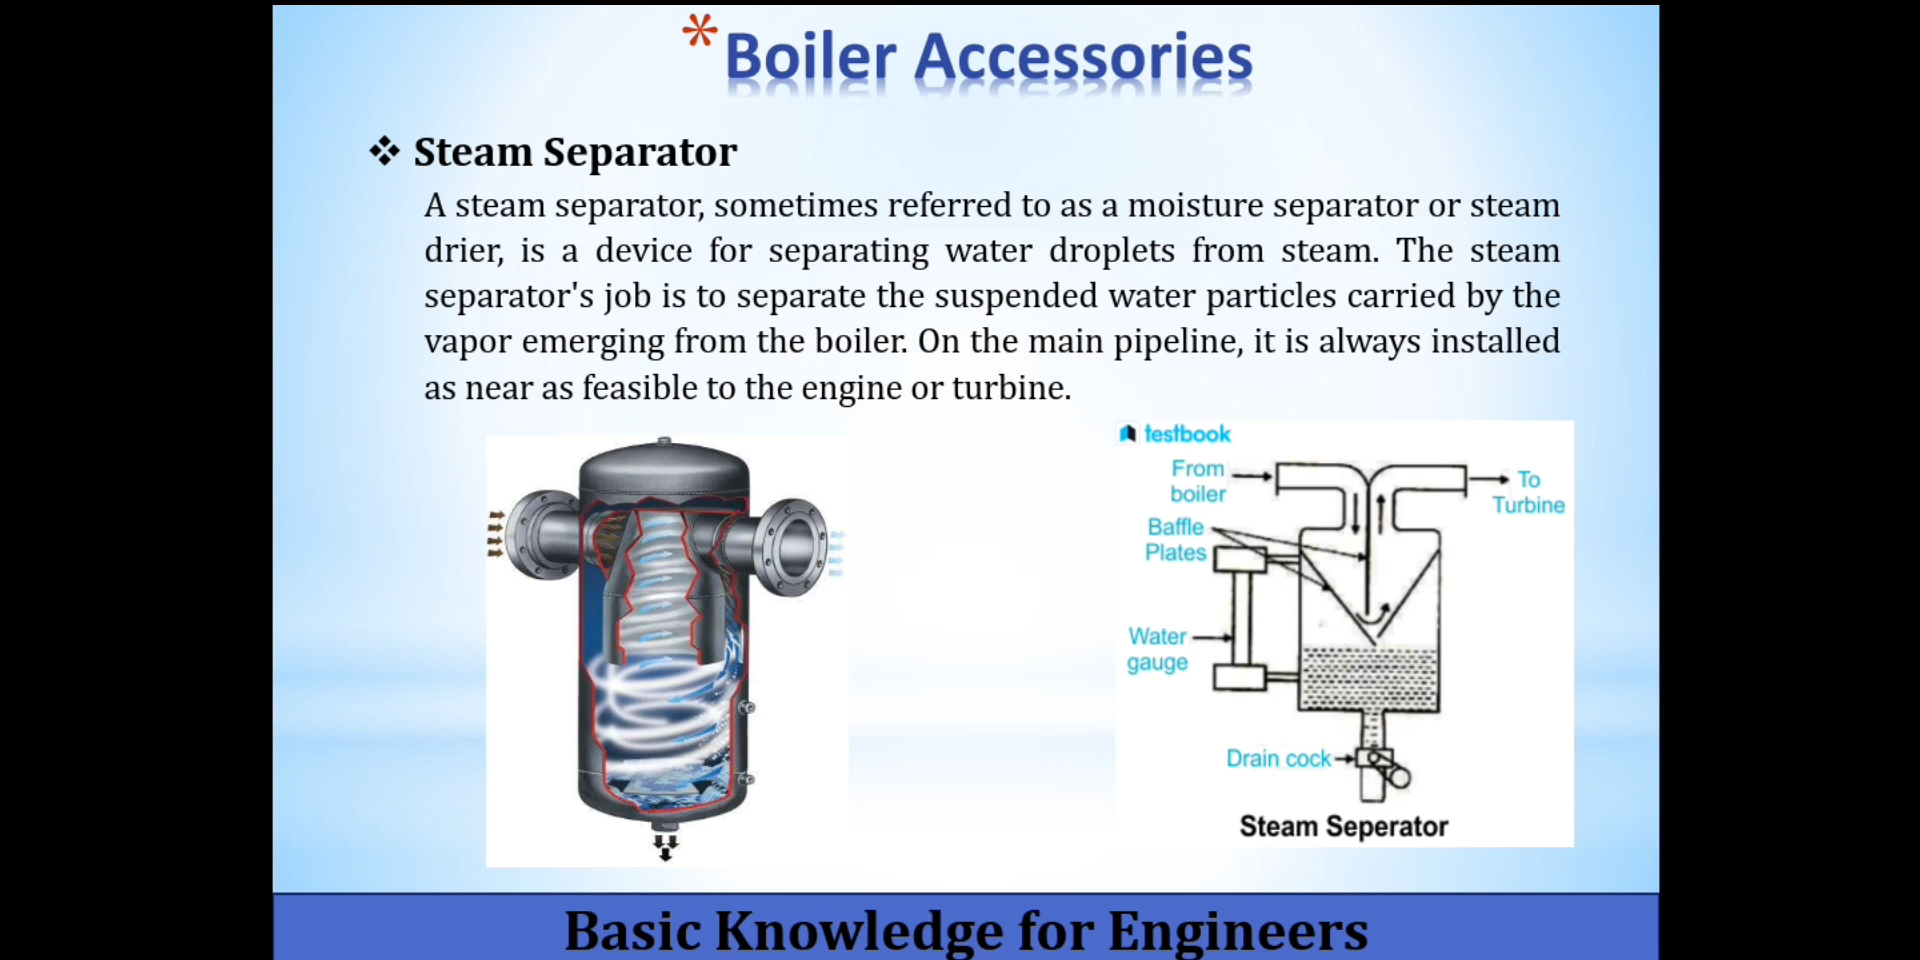 *Boiler Accessories
❖ Steam Separator
A steam separator, sometimes referred to as a moisture separator or steam
drier, is a device for separating water droplets from steam. The steam
separator's job is to separate the suspended water particles carried by the
vapor emerging from the boiler. On the main pipeline, it is always installed
as near as feasible to the engine or turbine.
testbook
From
boiler
To
Turbine
Baffle
Plates
Water
gauge
Drain cock
Steam Seperator
Basic Knowledge for Engineers